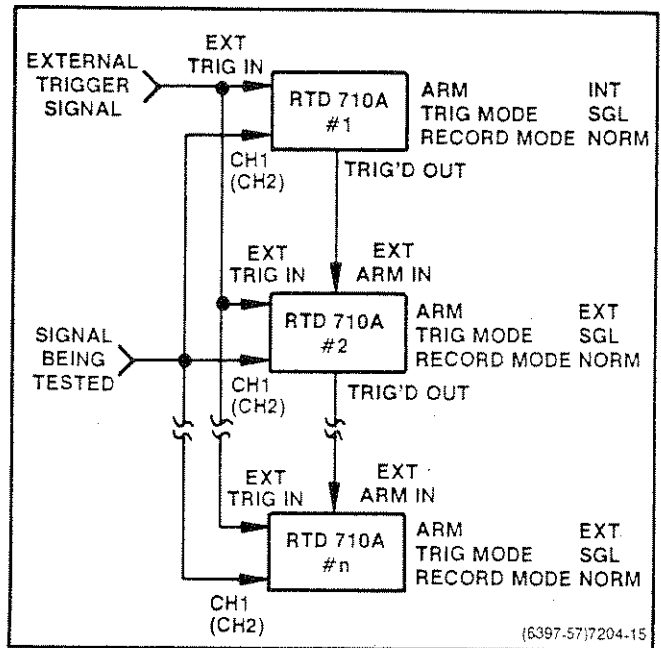 EXTERNAL
TRIGGER
SIGNAL
EXT
TRIG IN
RTD 710A
#1
ARM INT
TRIG MODE SGL
RECORD MODE NORM
CH1
(CH2)
TRIG'D OUT
EXT
TRIG IN
EXT
ARM IN
RTD 710A
#2
ARM EXT
TRIG MODE SGL
RECORD MODE NORM
SIGNAL
BEING
TESTED
CH1
(CH2)
TRIG'D OUT
EXT
TRIG IN
EXT
ARM IN
RTD 710A
#n
ARM EXT
TRIG MODE SGL
RECORD MODE NORM
CH1
(CH2)
(6397-57)7204-15